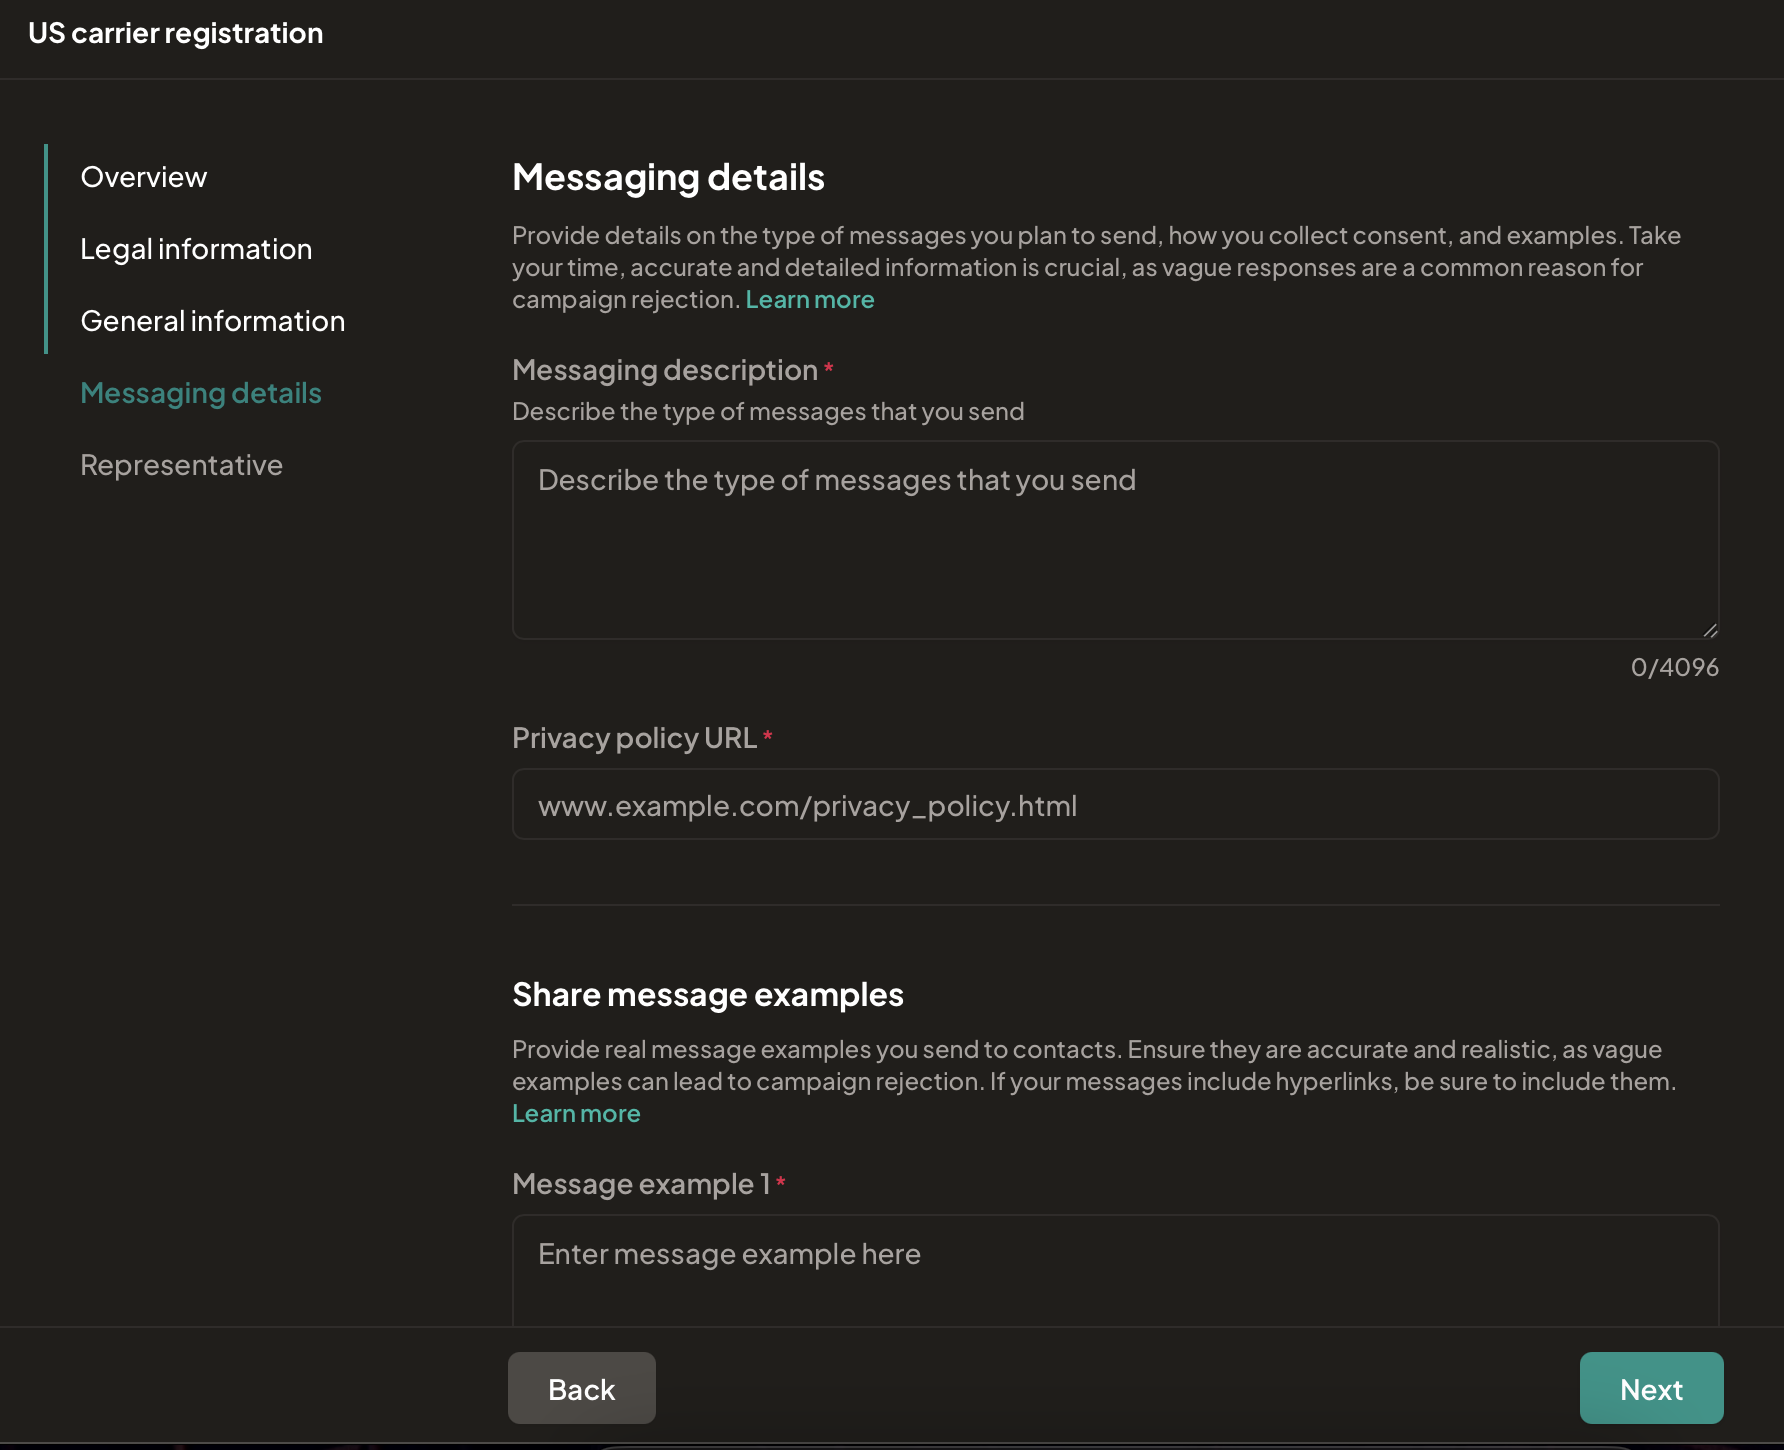 US carrier registration
Overview
Legal information
General information
Messaging details
Representative
Messaging details
Provide details on the type of messages you plan to send, how you collect consent, and examples. Take
your time, accurate and detailed information is crucial, as vague responses are a common reason for
campaign rejection. Learn more
Messaging description *
Describe the type of messages that you send
Describe the type of messages that you send
0/4096
Privacy policy URL *
www.example.com/privacy_policy.html
Share message examples
Provide real message examples you send to contacts. Ensure they are accurate and realistic, as vague
examples can lead to campaign rejection. If your messages include hyperlinks, be sure to include them.
Learn more
Message example 1 *
Enter message example here
Back
Next